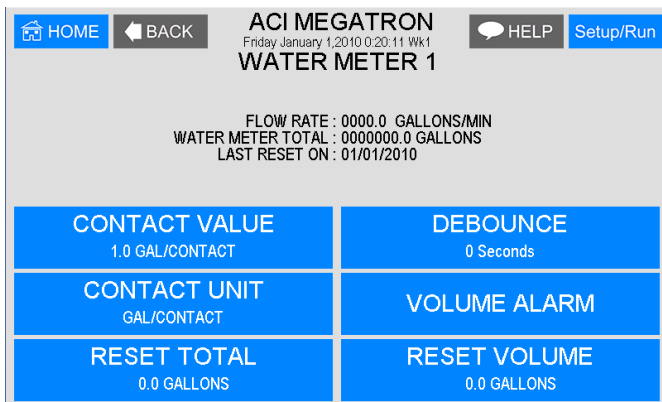 HOME
BACK
ACI MEGATRON
Friday January 1,2010 0:20:11 Wk1
WATER METER 1
HELP
Setup/Run
FLOW RATE : 0000.0 GALLONS/MIN
WATER METER TOTAL : 0000000.0 GALLONS
LAST RESET ON : 01/01/2010
CONTACT VALUE
1.0 GAL/CONTACT
DEBOUNCE
0 Seconds
CONTACT UNIT
GAL/CONTACT
VOLUME ALARM
RESET TOTAL
0.0 GALLONS
RESET VOLUME
0.0 GALLONS